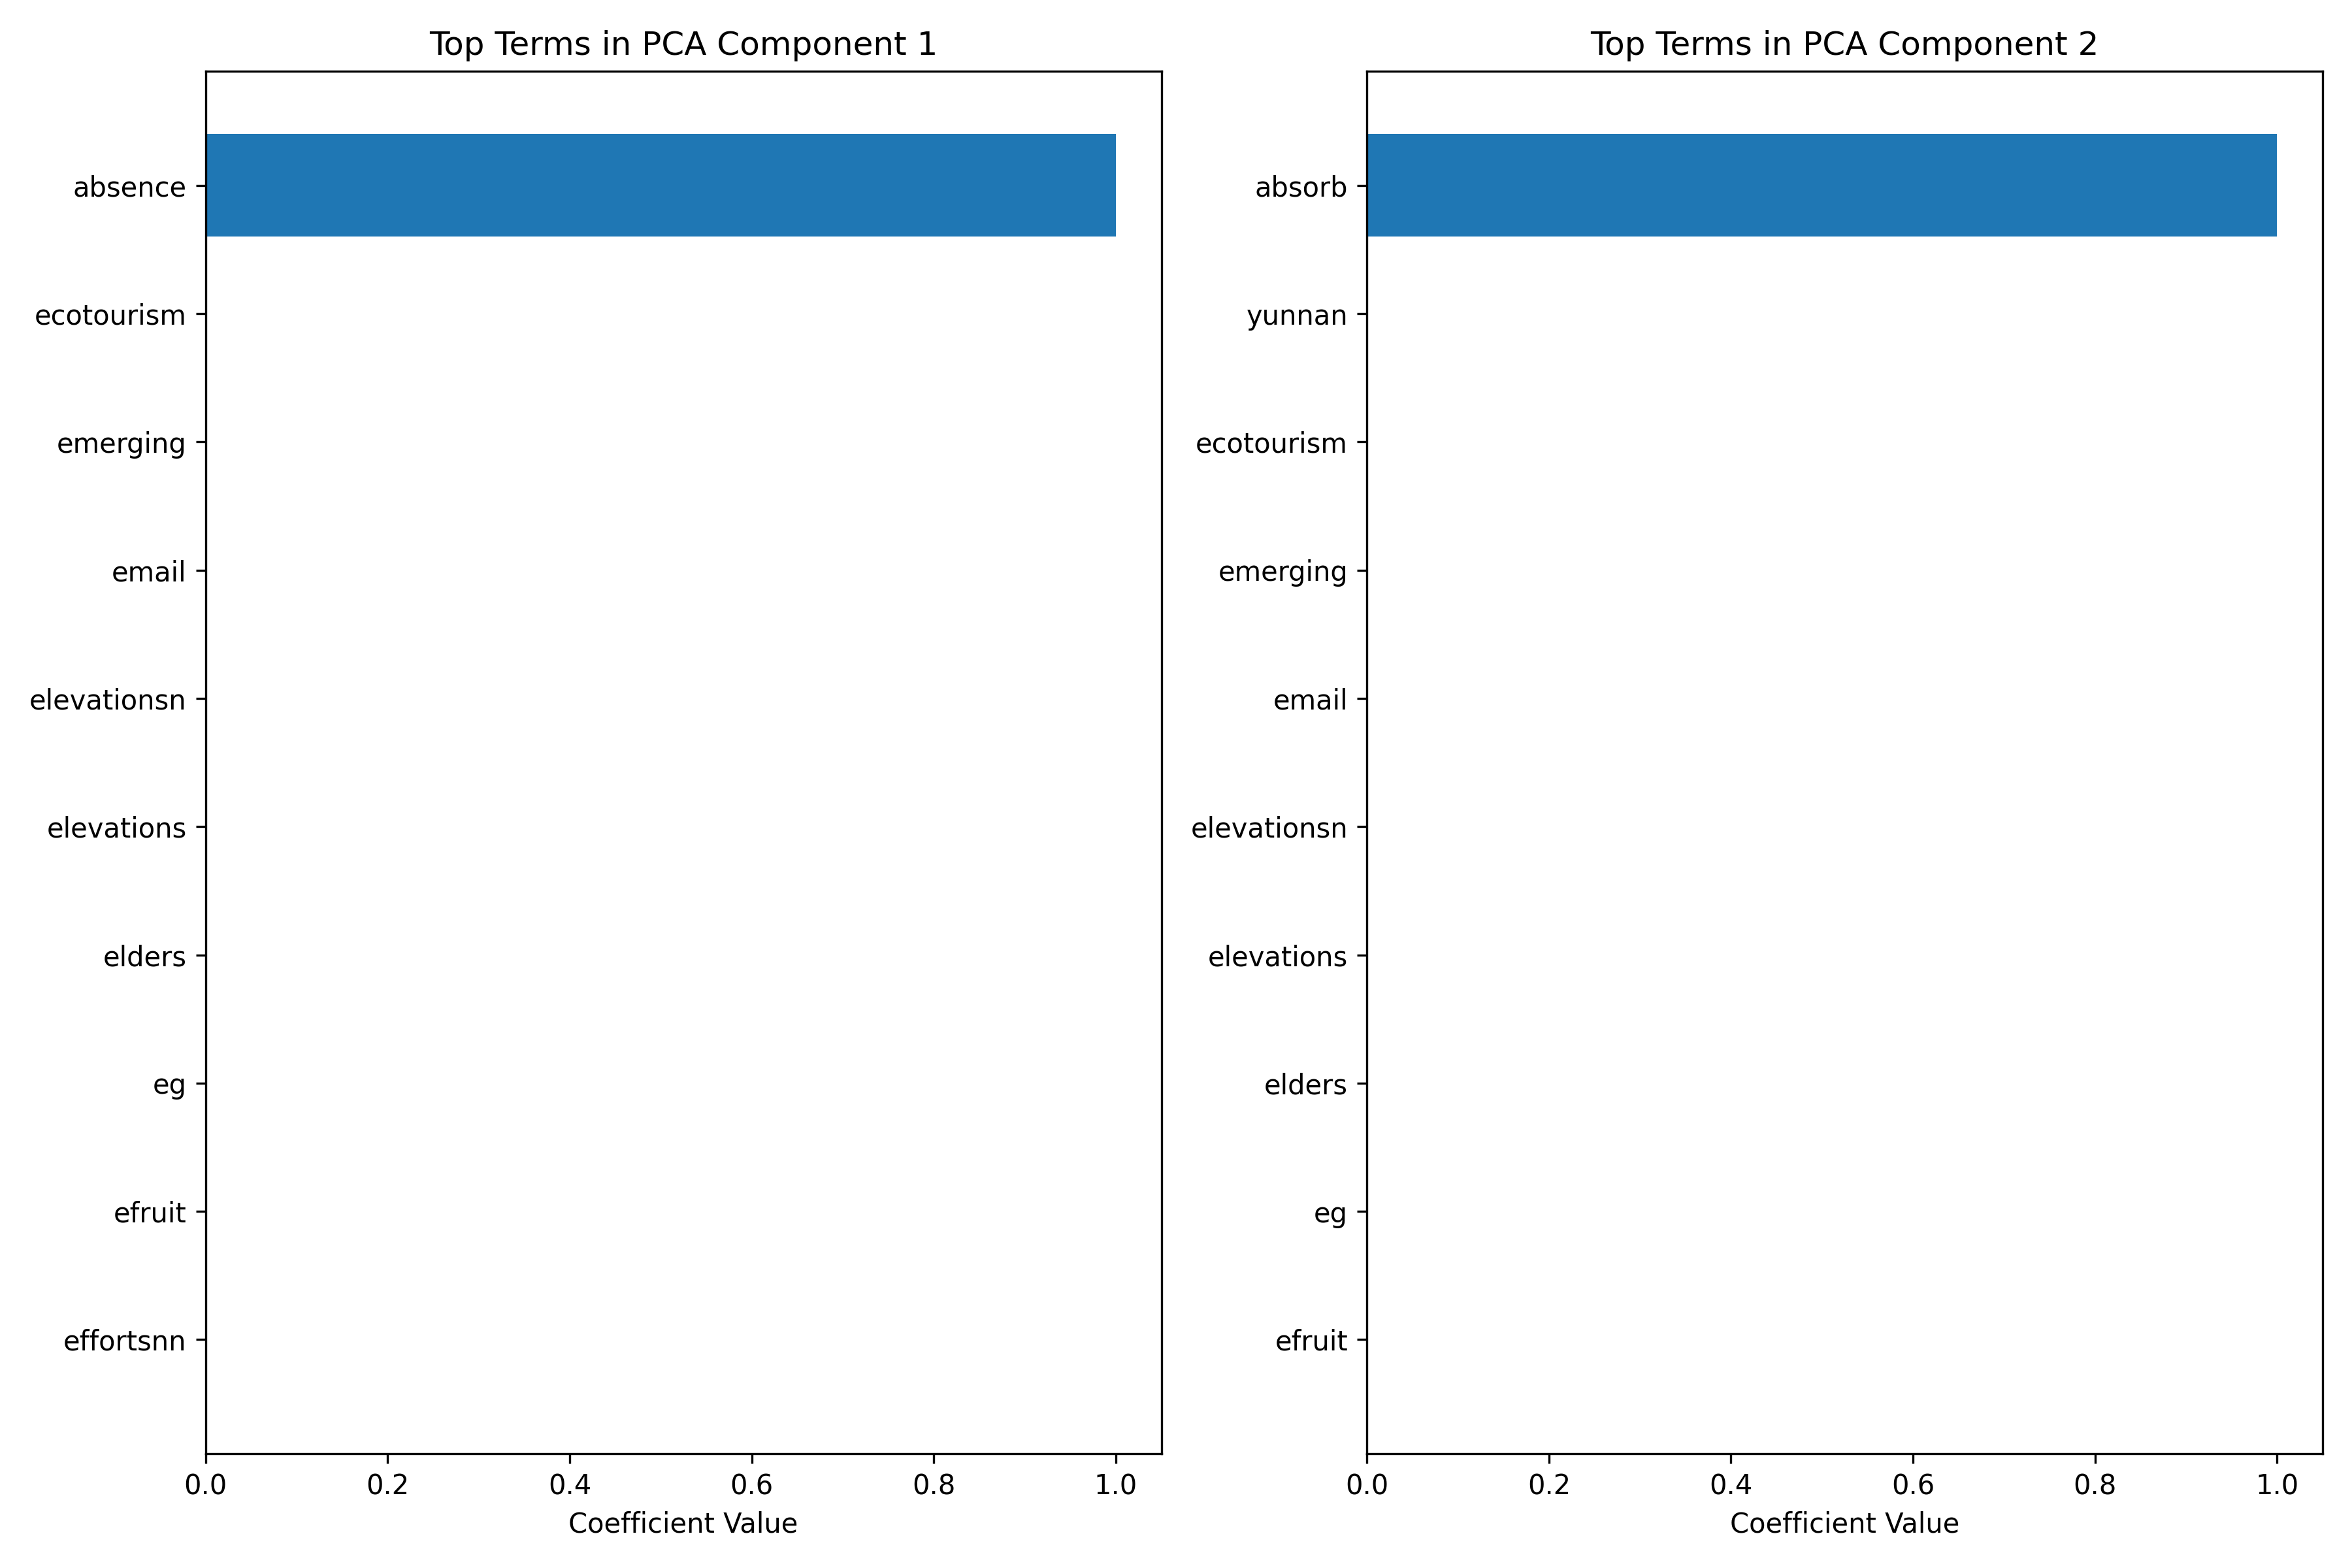 Top Terms in PCA Component 1
absence
ecotourism
emerging
email
elevationsn
elevations
elders
eg
efruit
effortsnn
0.0 0.2 0.4 0.6 0.8 1.0
Coefficient Value
Top Terms in PCA Component 2
absorb
yunnan
ecotourism
emerging
email
elevationsn
elevations
elders
eg
efruit
0.0 0.2 0.4 0.6 0.8 1.0
Coefficient Value